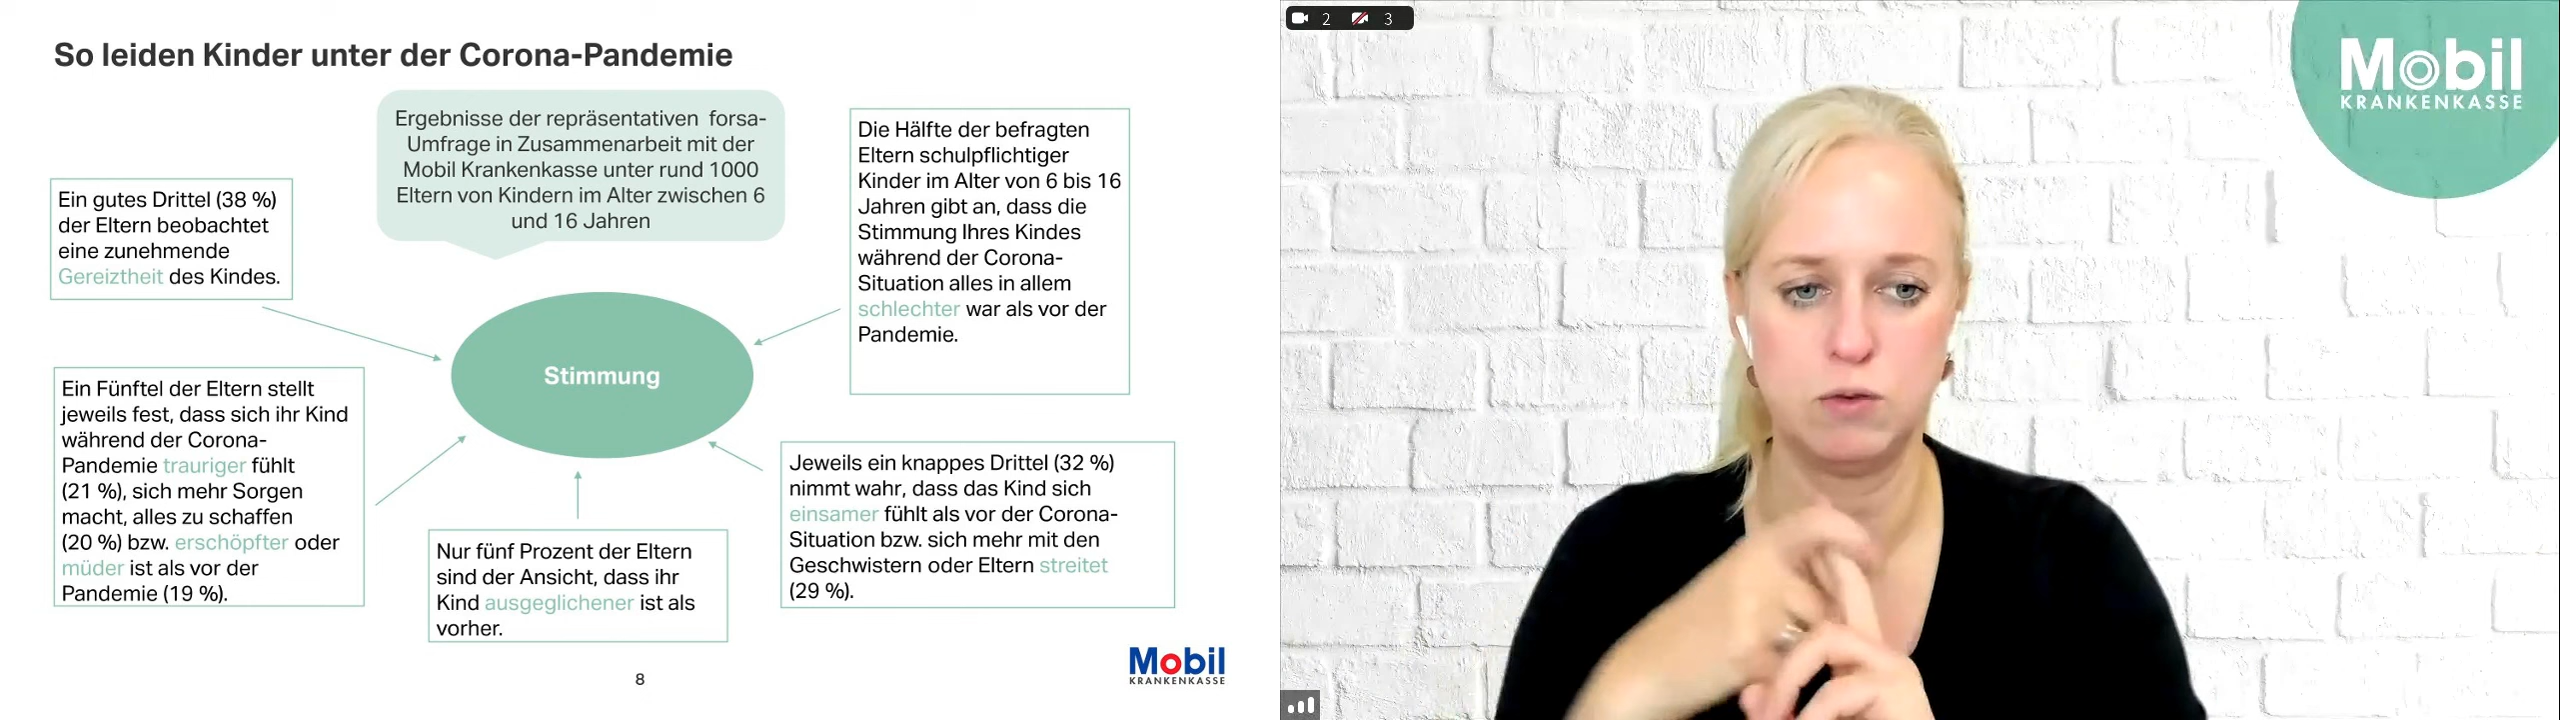 So leiden Kinder unter der Corona-Pandemie
Ergebnisse der repräsentativen forsa-
Umfrage in Zusammenarbeit mit der
Mobil Krankenkasse unter rund 1000
Eltern von Kindern im Alter zwischen 6
und 16 Jahren
Ein gutes Drittel (38 %)
der Eltern beobachtet
eine zunehmende
Gereiztheit des Kindes.
Die Hälfte der befragten
Eltern schulpflichtiger
Kinder im Alter von 6 bis 16
Jahren gibt an, dass die
Stimmung Ihres Kindes
während der Corona-
Situation alles in allem
schlechter war als vor der
Pandemie.
Stimmung
Ein Fünftel der Eltern stellt
jeweils fest, dass sich ihr Kind
während der Corona-
Pandemie trauriger fühlt
(21 %), sich mehr Sorgen
macht, alles zu schaffen
(20 %) bzw. erschöpfter oder
müder ist als vor der
Pandemie (19 %).
Nur fünf Prozent der Eltern
sind der Ansicht, dass ihr
Kind ausgeglichener ist als
vorher.
Jeweils ein knappes Drittel (32 %)
nimmt wahr, dass das Kind sich
einsamer fühlt als vor der Corona-
Situation bzw. sich mehr mit den
Geschwistern oder Eltern streitet
(29 %).
8
Mobil
KRANKENKASSE
2 3
Mobil
KRANKENKASSE